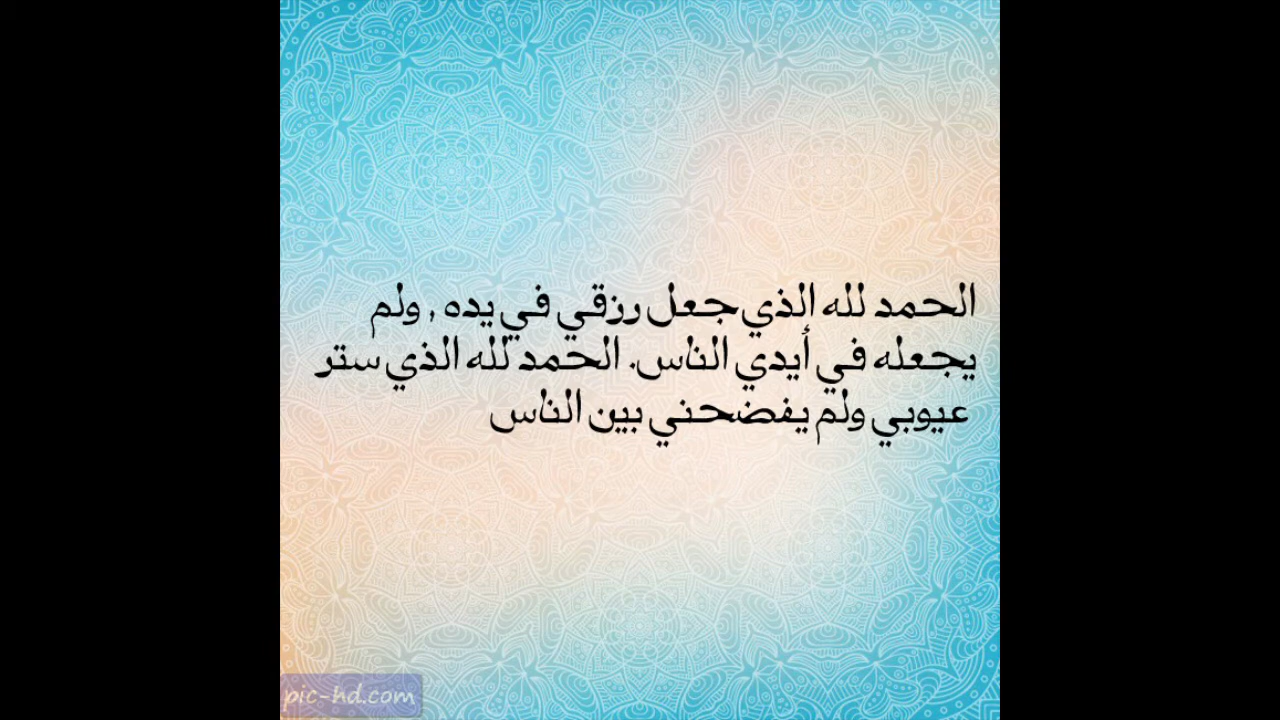 الحمد لله الذي جعل رزقي في يده , ولم
يجعله في أيدي الناس. الحمد لله الذي ستر
عيوبي ولم يفضحني بين الناس
pic-hd.com